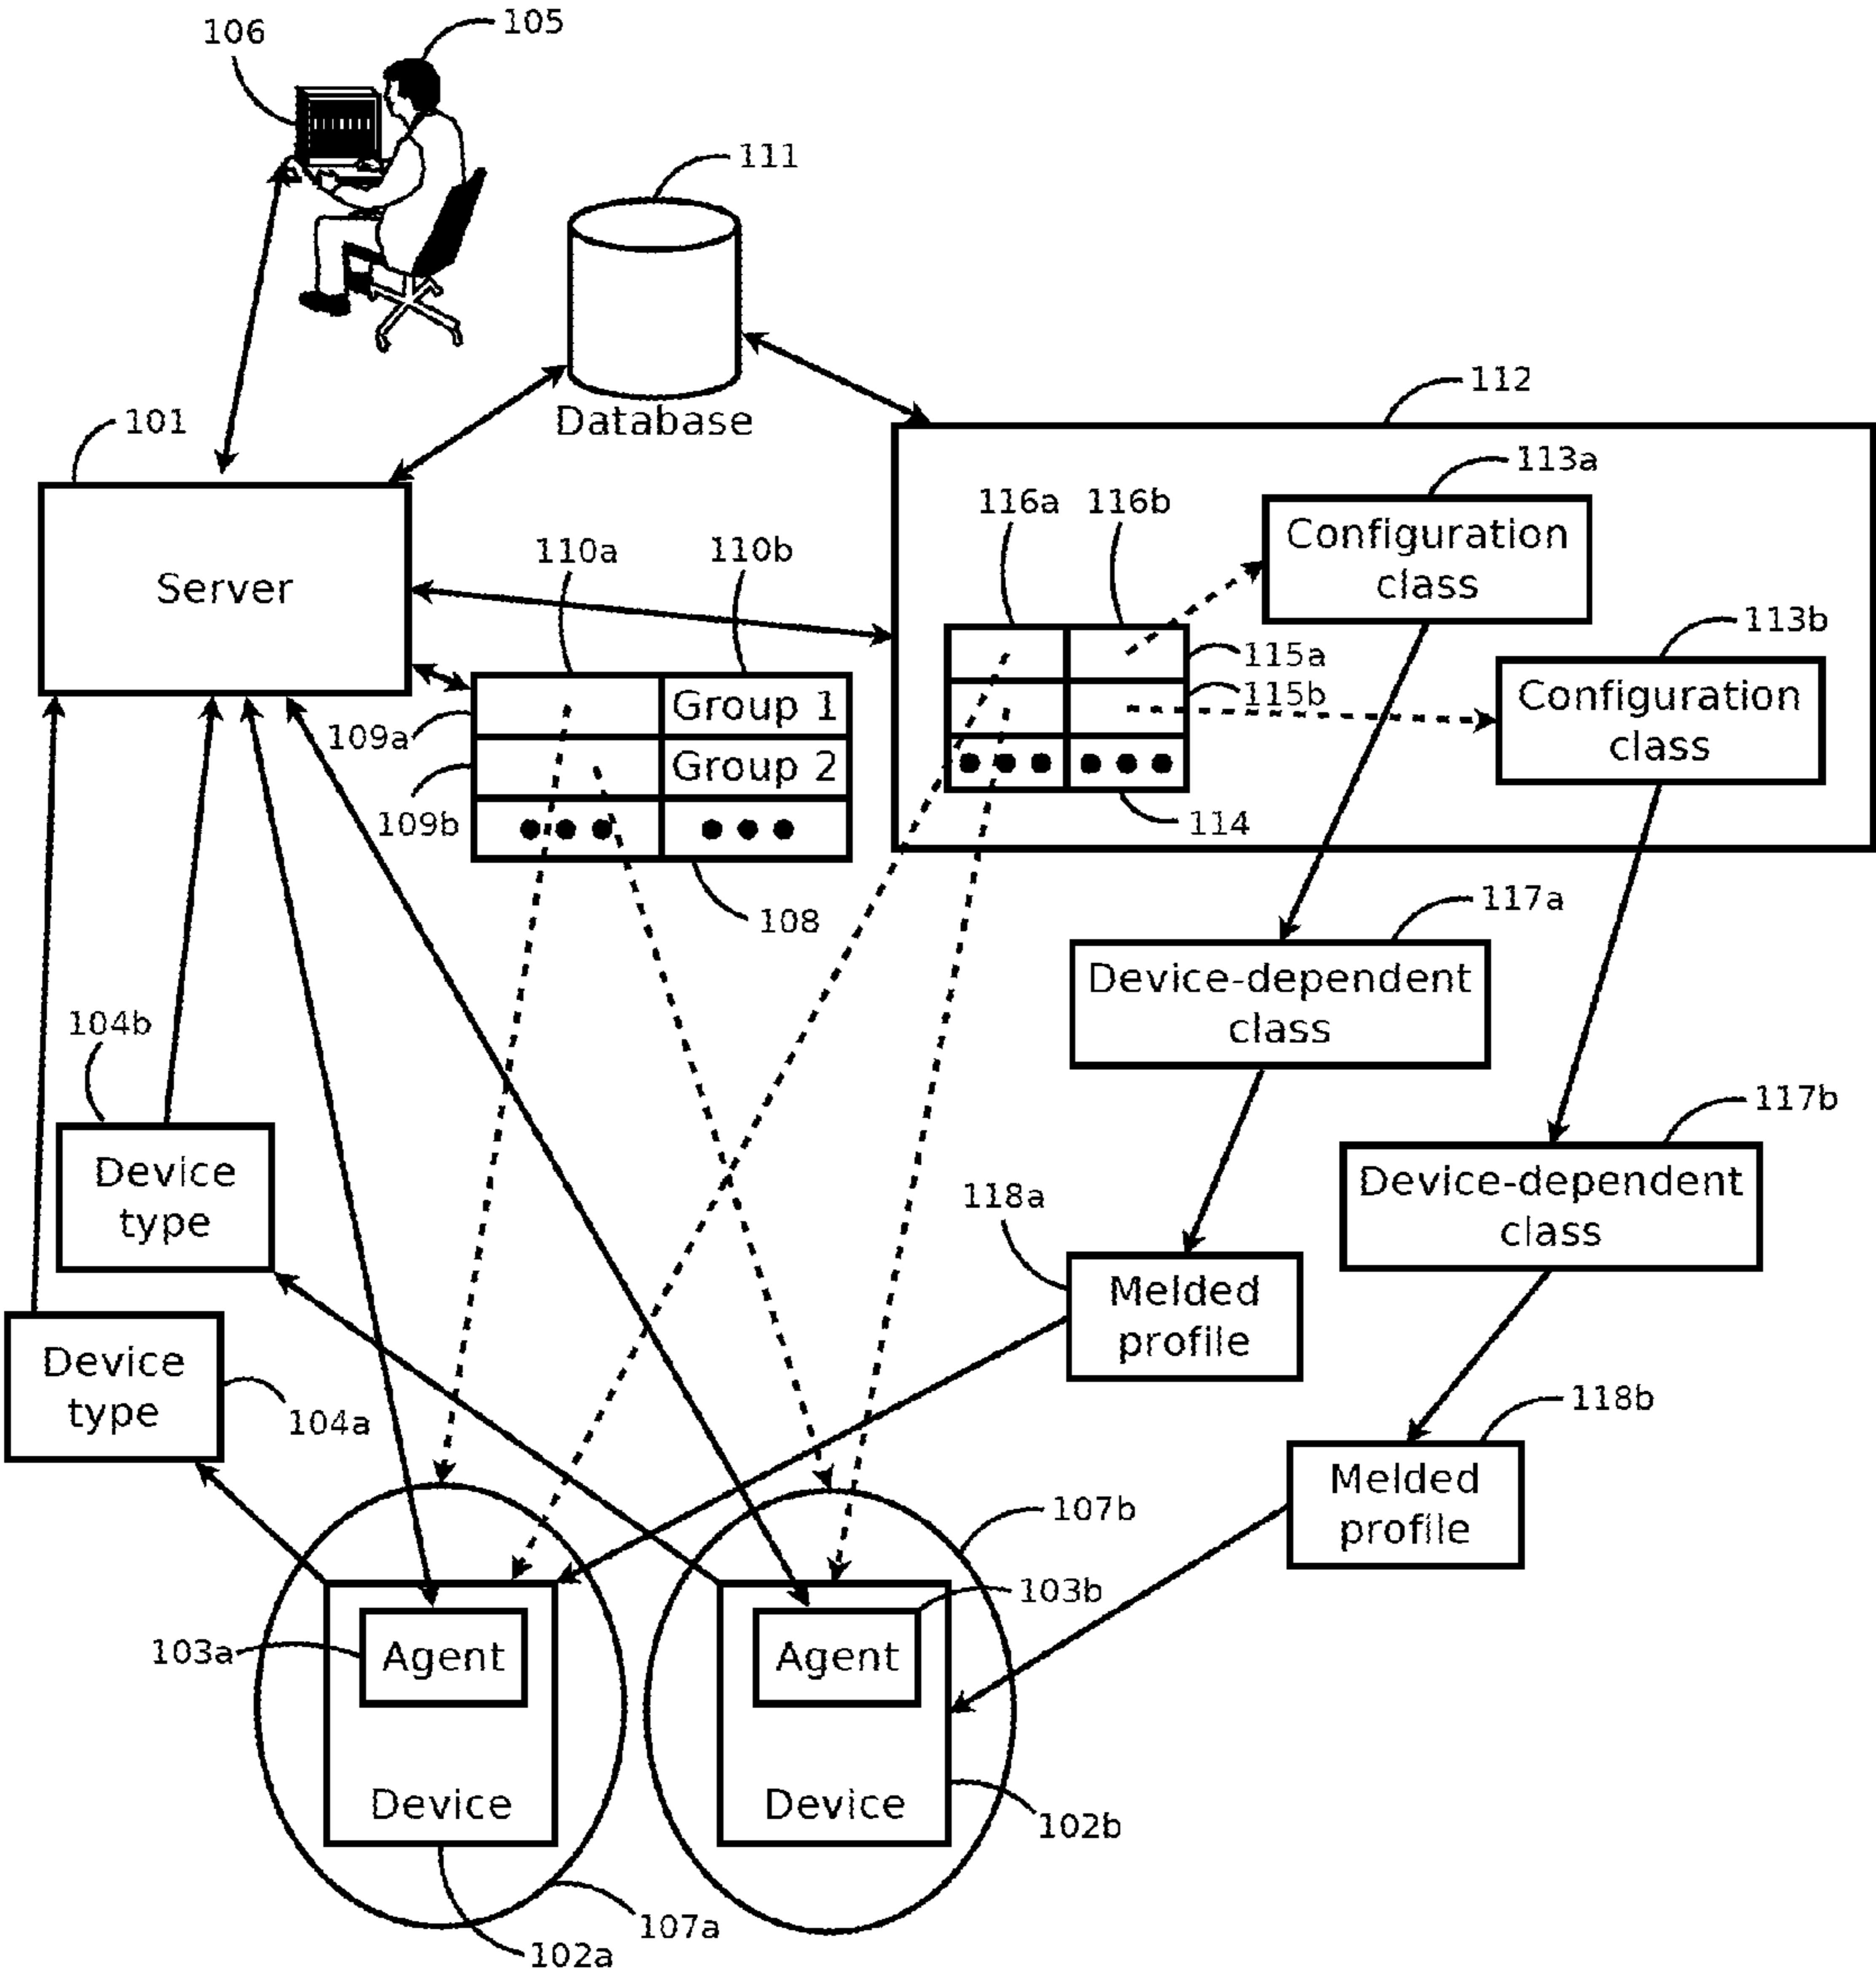 106
105
111
Database
112
101
Server
113a
Configuration
class
116a
116b
110a
110b
113b
Configuration
class
115a
115b
109a
Group 1
109b
Group 2
114
108
117a
Device-dependent
class
104b
Device
type
117b
Device-dependent
class
118a
Melded
profile
Device
type
104a
118b
Melded
profile
107b
103b
103a
Agent
Agent
Device
Device
102b
107a
102a